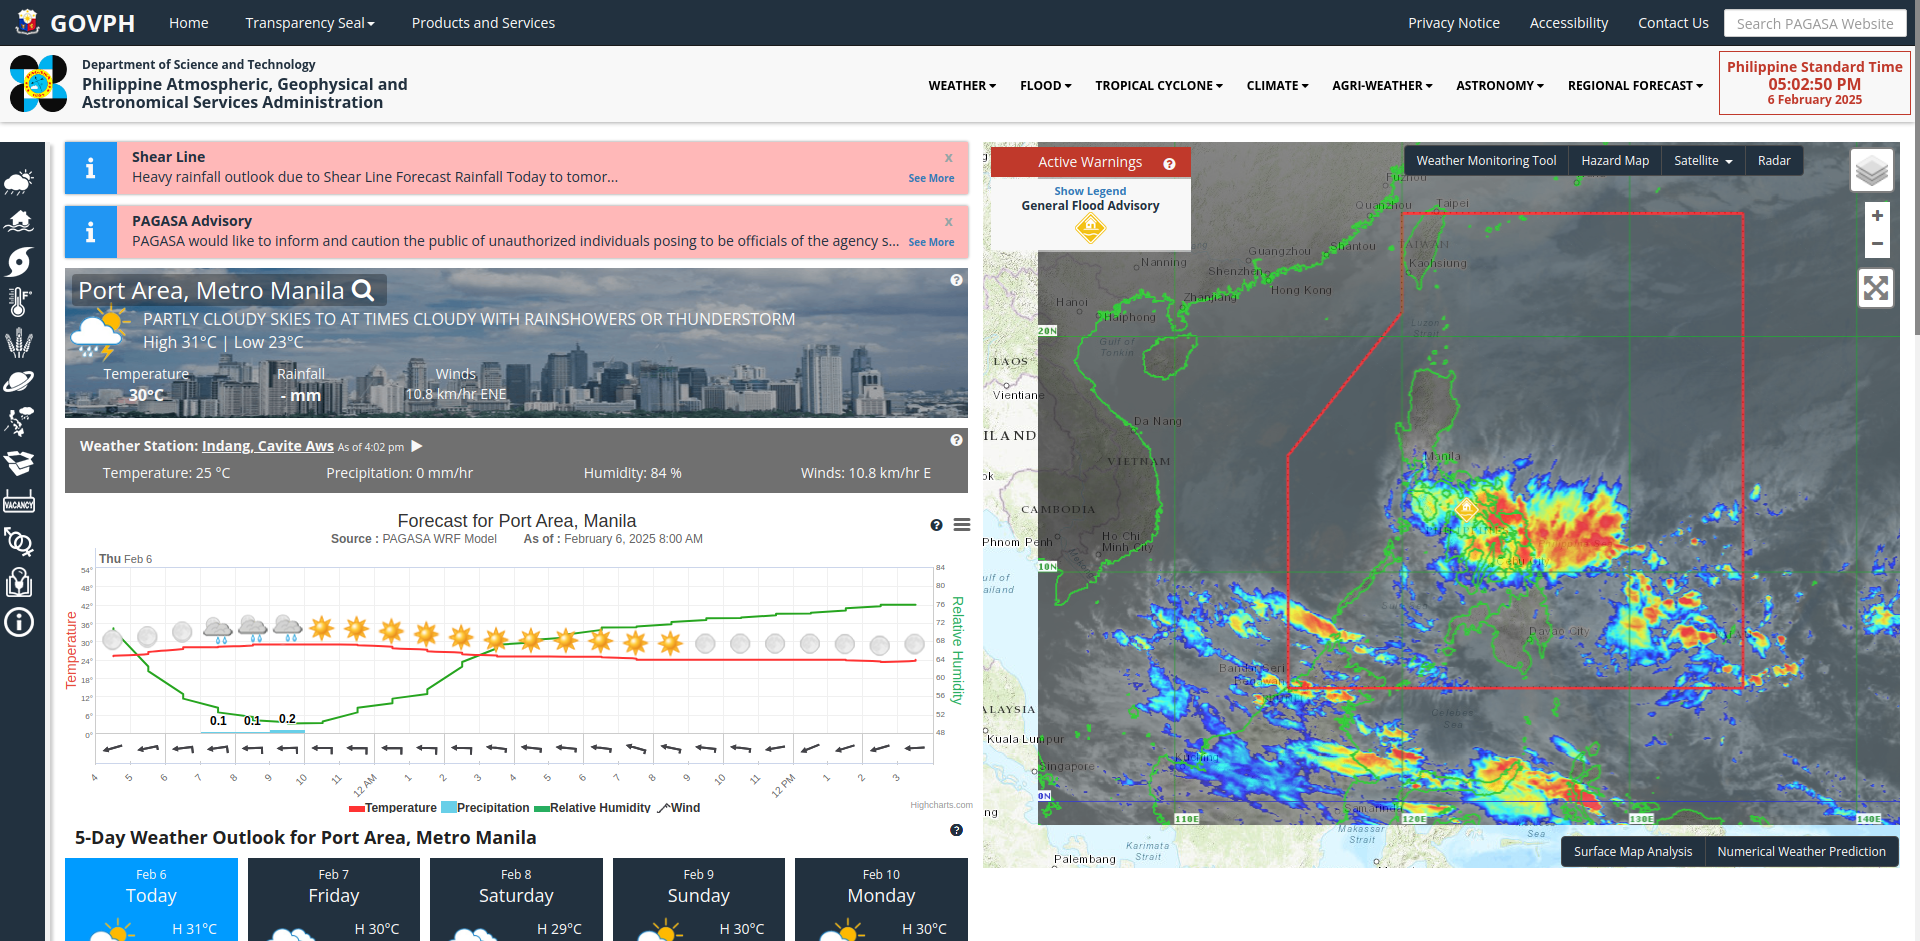 GOVPH
Home
Transparency Seal
Products and Services
Privacy Notice
Accessibility
Contact Us
Search PAGASA Website
Department of Science and Technology
Philippine Atmospheric, Geophysical and
Astronomical Services Administration
WEATHER
FLOOD
TROPICAL CYCLONE
CLIMATE
AGRI-WEATHER
ASTRONOMY
REGIONAL FORECAST
Philippine Standard Time
05:02:50 PM
6 February 2025
VACANCY
Shear Line
x
Heavy rainfall outlook due to Shear Line Forecast Rainfall Today to tomor...
See More
PAGASA Advisory
x
PAGASA would like to inform and caution the public of unauthorized individuals posing to be officials of the agency s...
See More
Port Area, Metro Manila
PARTLY CLOUDY SKIES TO AT TIMES CLOUDY WITH RAINSHOWERS OR THUNDERSTORM
High 31°C | Low 23°C
Temperature Rainfall Winds
30°C - mm 10.8 km/hr ENE
Weather Station: Indang, Cavite Aws As of 4:02 pm
Temperature: 25 °C Precipitation: 0 mm/hr Humidity: 84 % Winds: 10.8 km/hr E
Forecast for Port Area, Manila
Source : PAGASA WRF Model As of : February 6, 2025 8:00 AM
Thu Feb 6
54° 48° 42° 36° 30° 24° 18° 12° 6° 0°
Temperature
84 80 76 72 68 64 60 56 52 48
Relative Humidity
0.1 0.1 0.2
4 5 6 7 8 9 10 11 12 AM 1 2 3 4 5 6 7 8 9 10 11 12 PM 1 2 3
Temperature Precipitation Relative Humidity Wind
Highcharts.com
5-Day Weather Outlook for Port Area, Metro Manila
Feb 6
Today
H 31°C
Feb 7
Friday
H 30°C
Feb 8
Saturday
H 29°C
Feb 9
Sunday
H 30°C
Feb 10
Monday
H 30°C
Active Warnings
Show Legend
General Flood Advisory
Weather Monitoring Tool
Hazard Map
Satellite
Radar
+
−
Fuzhou
Quanzhou
Taipei
TAIWAN
Kaohsiung
Shantou
Guangzhou
Shenzhen
Hong Kong
Nanning
Zhanjiang
Hanoi
Haiphong
Gulf of
Tonkin
Luzon
Strait
20N
LAOS
Vientiane
Da Nang
ILAND
VIETNAM
Manila
ok
CAMBODIA
Phnom Penh
Ho Chi
Minh City
10N
ulf of
ailand
Cebu City
Davao City
Bandar Seri
Celebes
Sea
ALAYSIA
Kuala Lumpur
Kuching
Singapore
0N
ng
Samarinda
110E
120E
130E
140E
Makassar
Strait
Sea
Karimata
Strait
Palembang
Surface Map Analysis
Numerical Weather Prediction